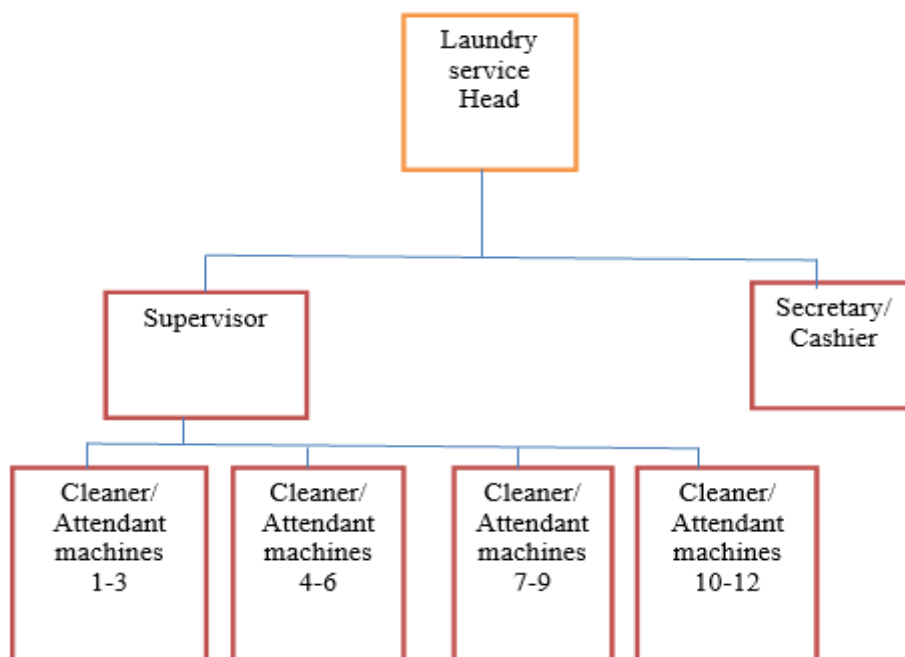 Laundry
service
Head
Supervisor
Secretary/
Cashier
Cleaner/
Attendant
machines
1-3
Cleaner/
Attendant
machines
4-6
Cleaner/
Attendant
machines
7-9
Cleaner/
Attendant
machines
10-12